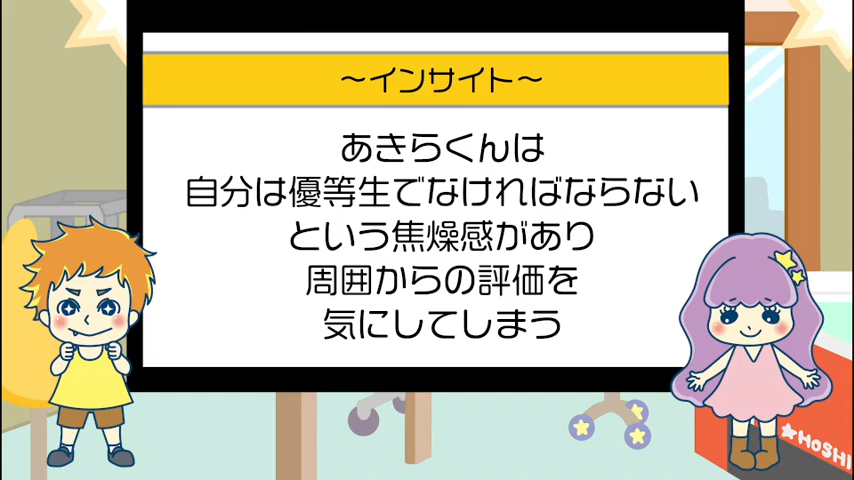 ～インサイト～
あきらくんは
自分は優等生でなければならない
という焦燥感があり
周囲からの評価を
気にしてしまう
★HOSHI